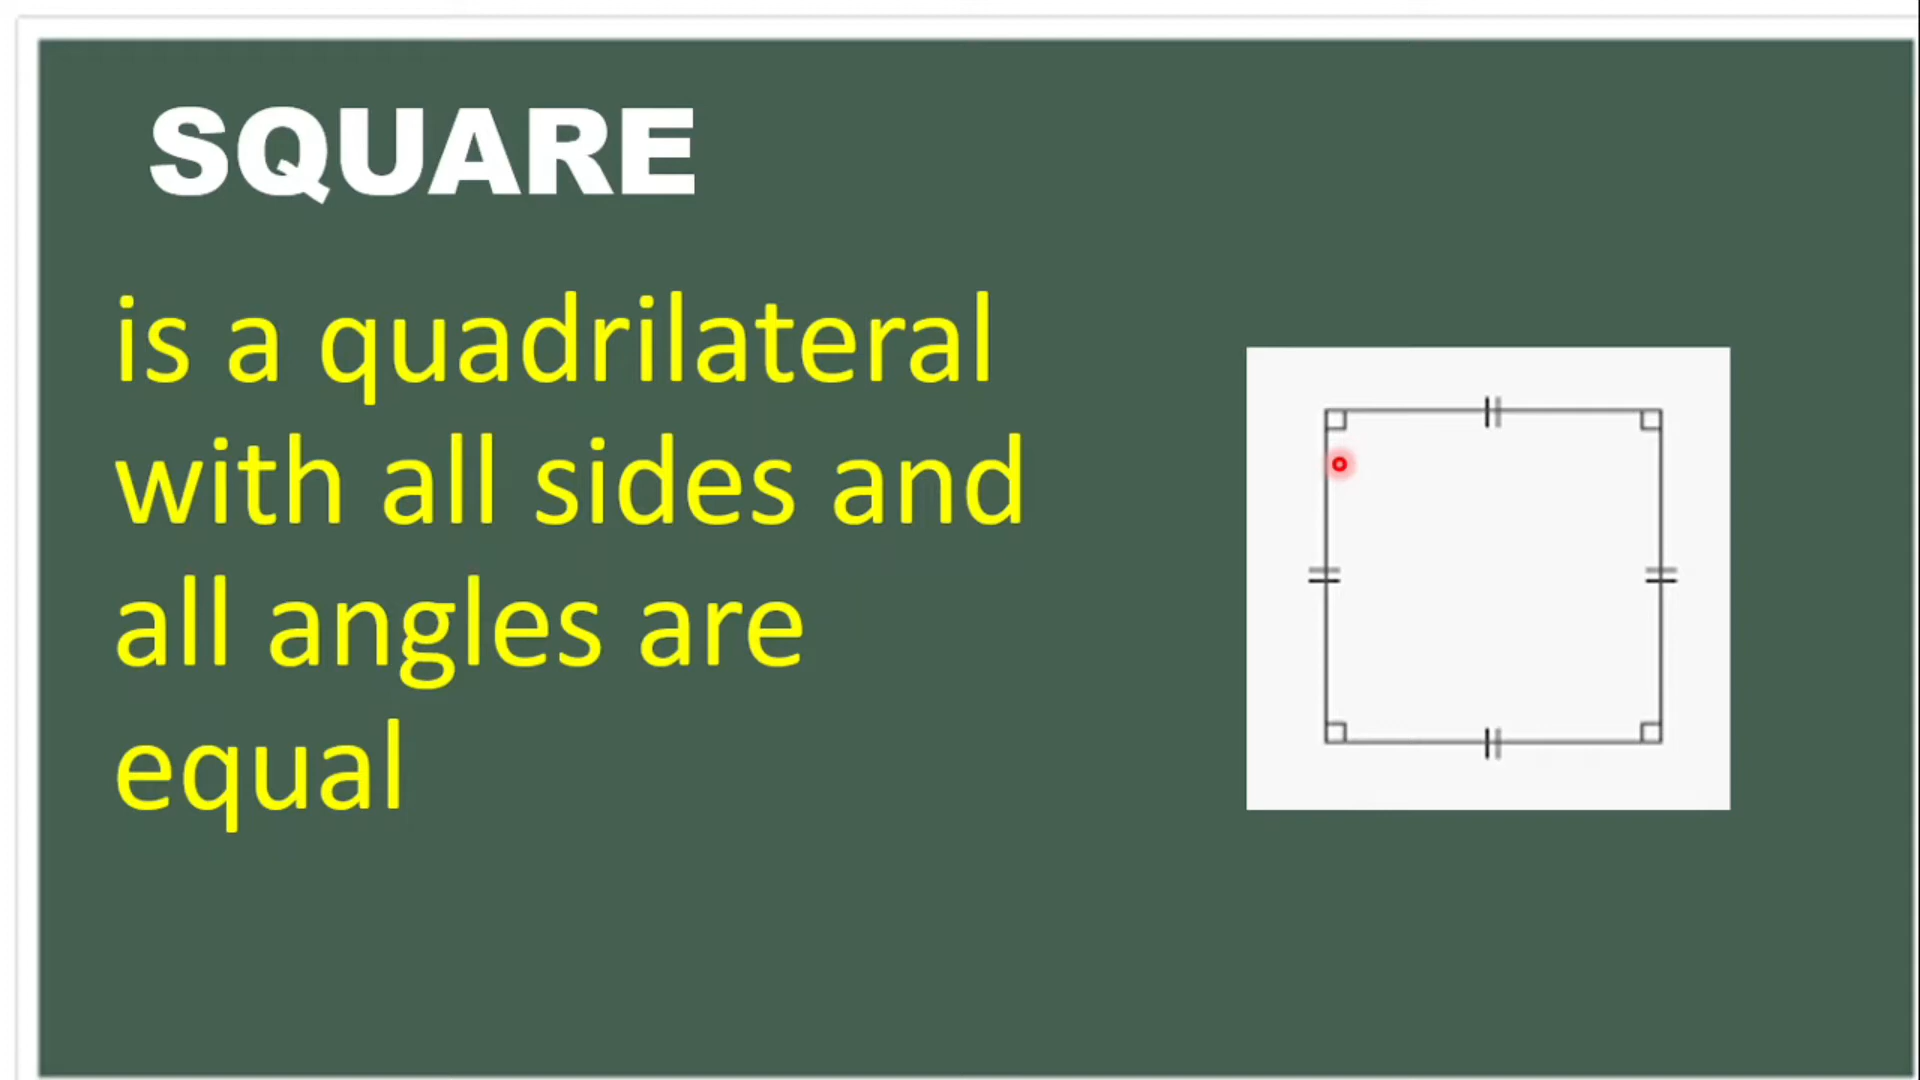 SQUARE
is a quadrilateral
with all sides and
all angles are
equal